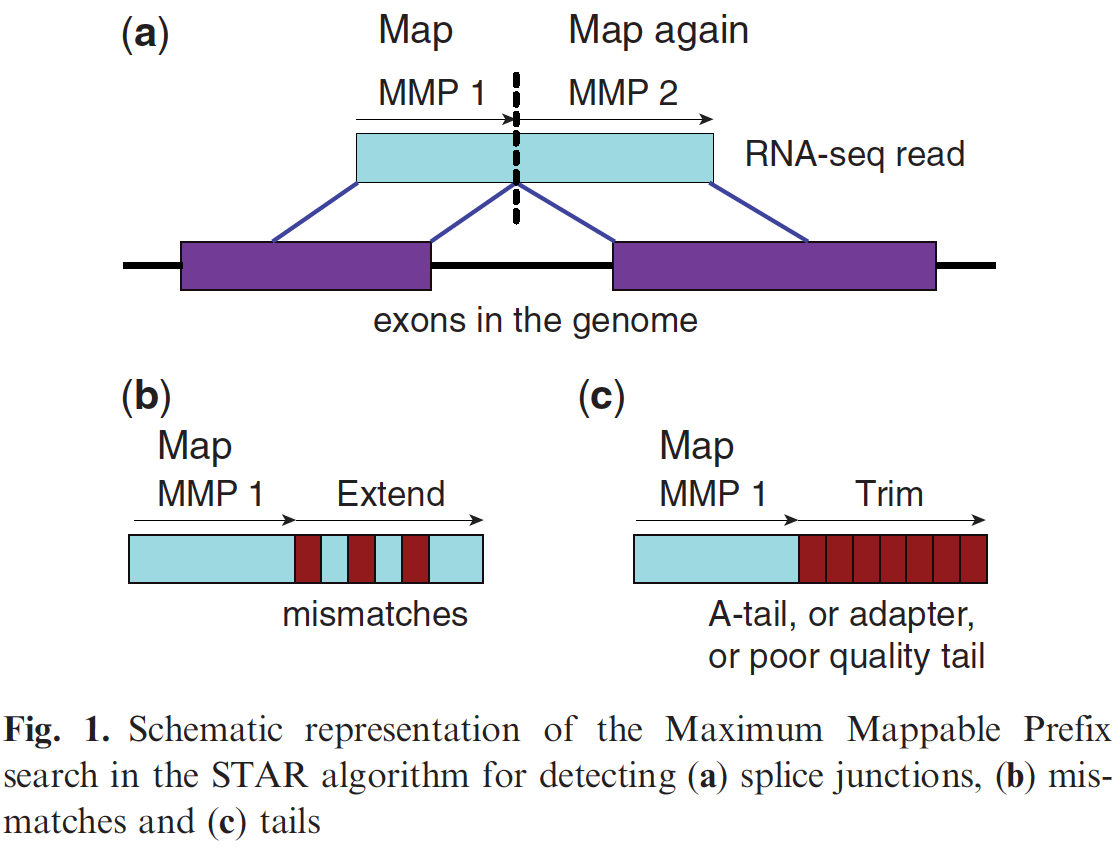 (a)
Map Map again
MMP 1 MMP 2
RNA-seq read
exons in the genome
(b)
Map
MMP 1 Extend
mismatches
(c)
Map
MMP 1 Trim
A-tail, or adapter,
or poor quality tail
Fig. 1. Schematic representation of the Maximum Mappable Prefix
search in the STAR algorithm for detecting (a) splice junctions, (b) mis-
matches and (c) tails